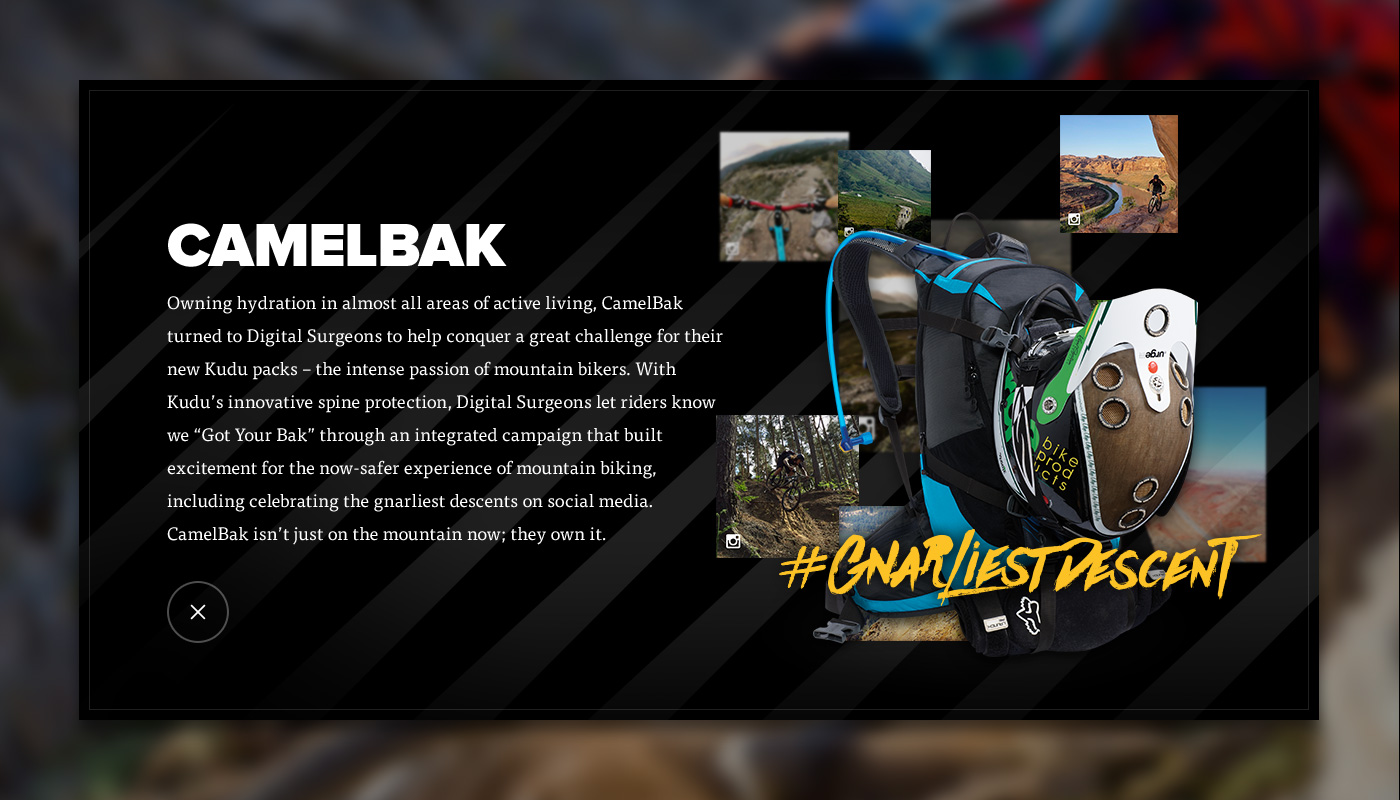 CAMELBAK
Owning hydration in almost all areas of active living, CamelBak
turned to Digital Surgeons to help conquer a great challenge for their
new Kudu packs – the intense passion of mountain bikers. With
Kudu’s innovative spine protection, Digital Surgeons let riders know
we “Got Your Bak” through an integrated campaign that built
excitement for the now-safer experience of mountain biking,
including celebrating the gnarliest descents on social media.
CamelBak isn’t just on the mountain now; they own it.
urge
bike
prod
ucts
#GNARLIESTDESCENT